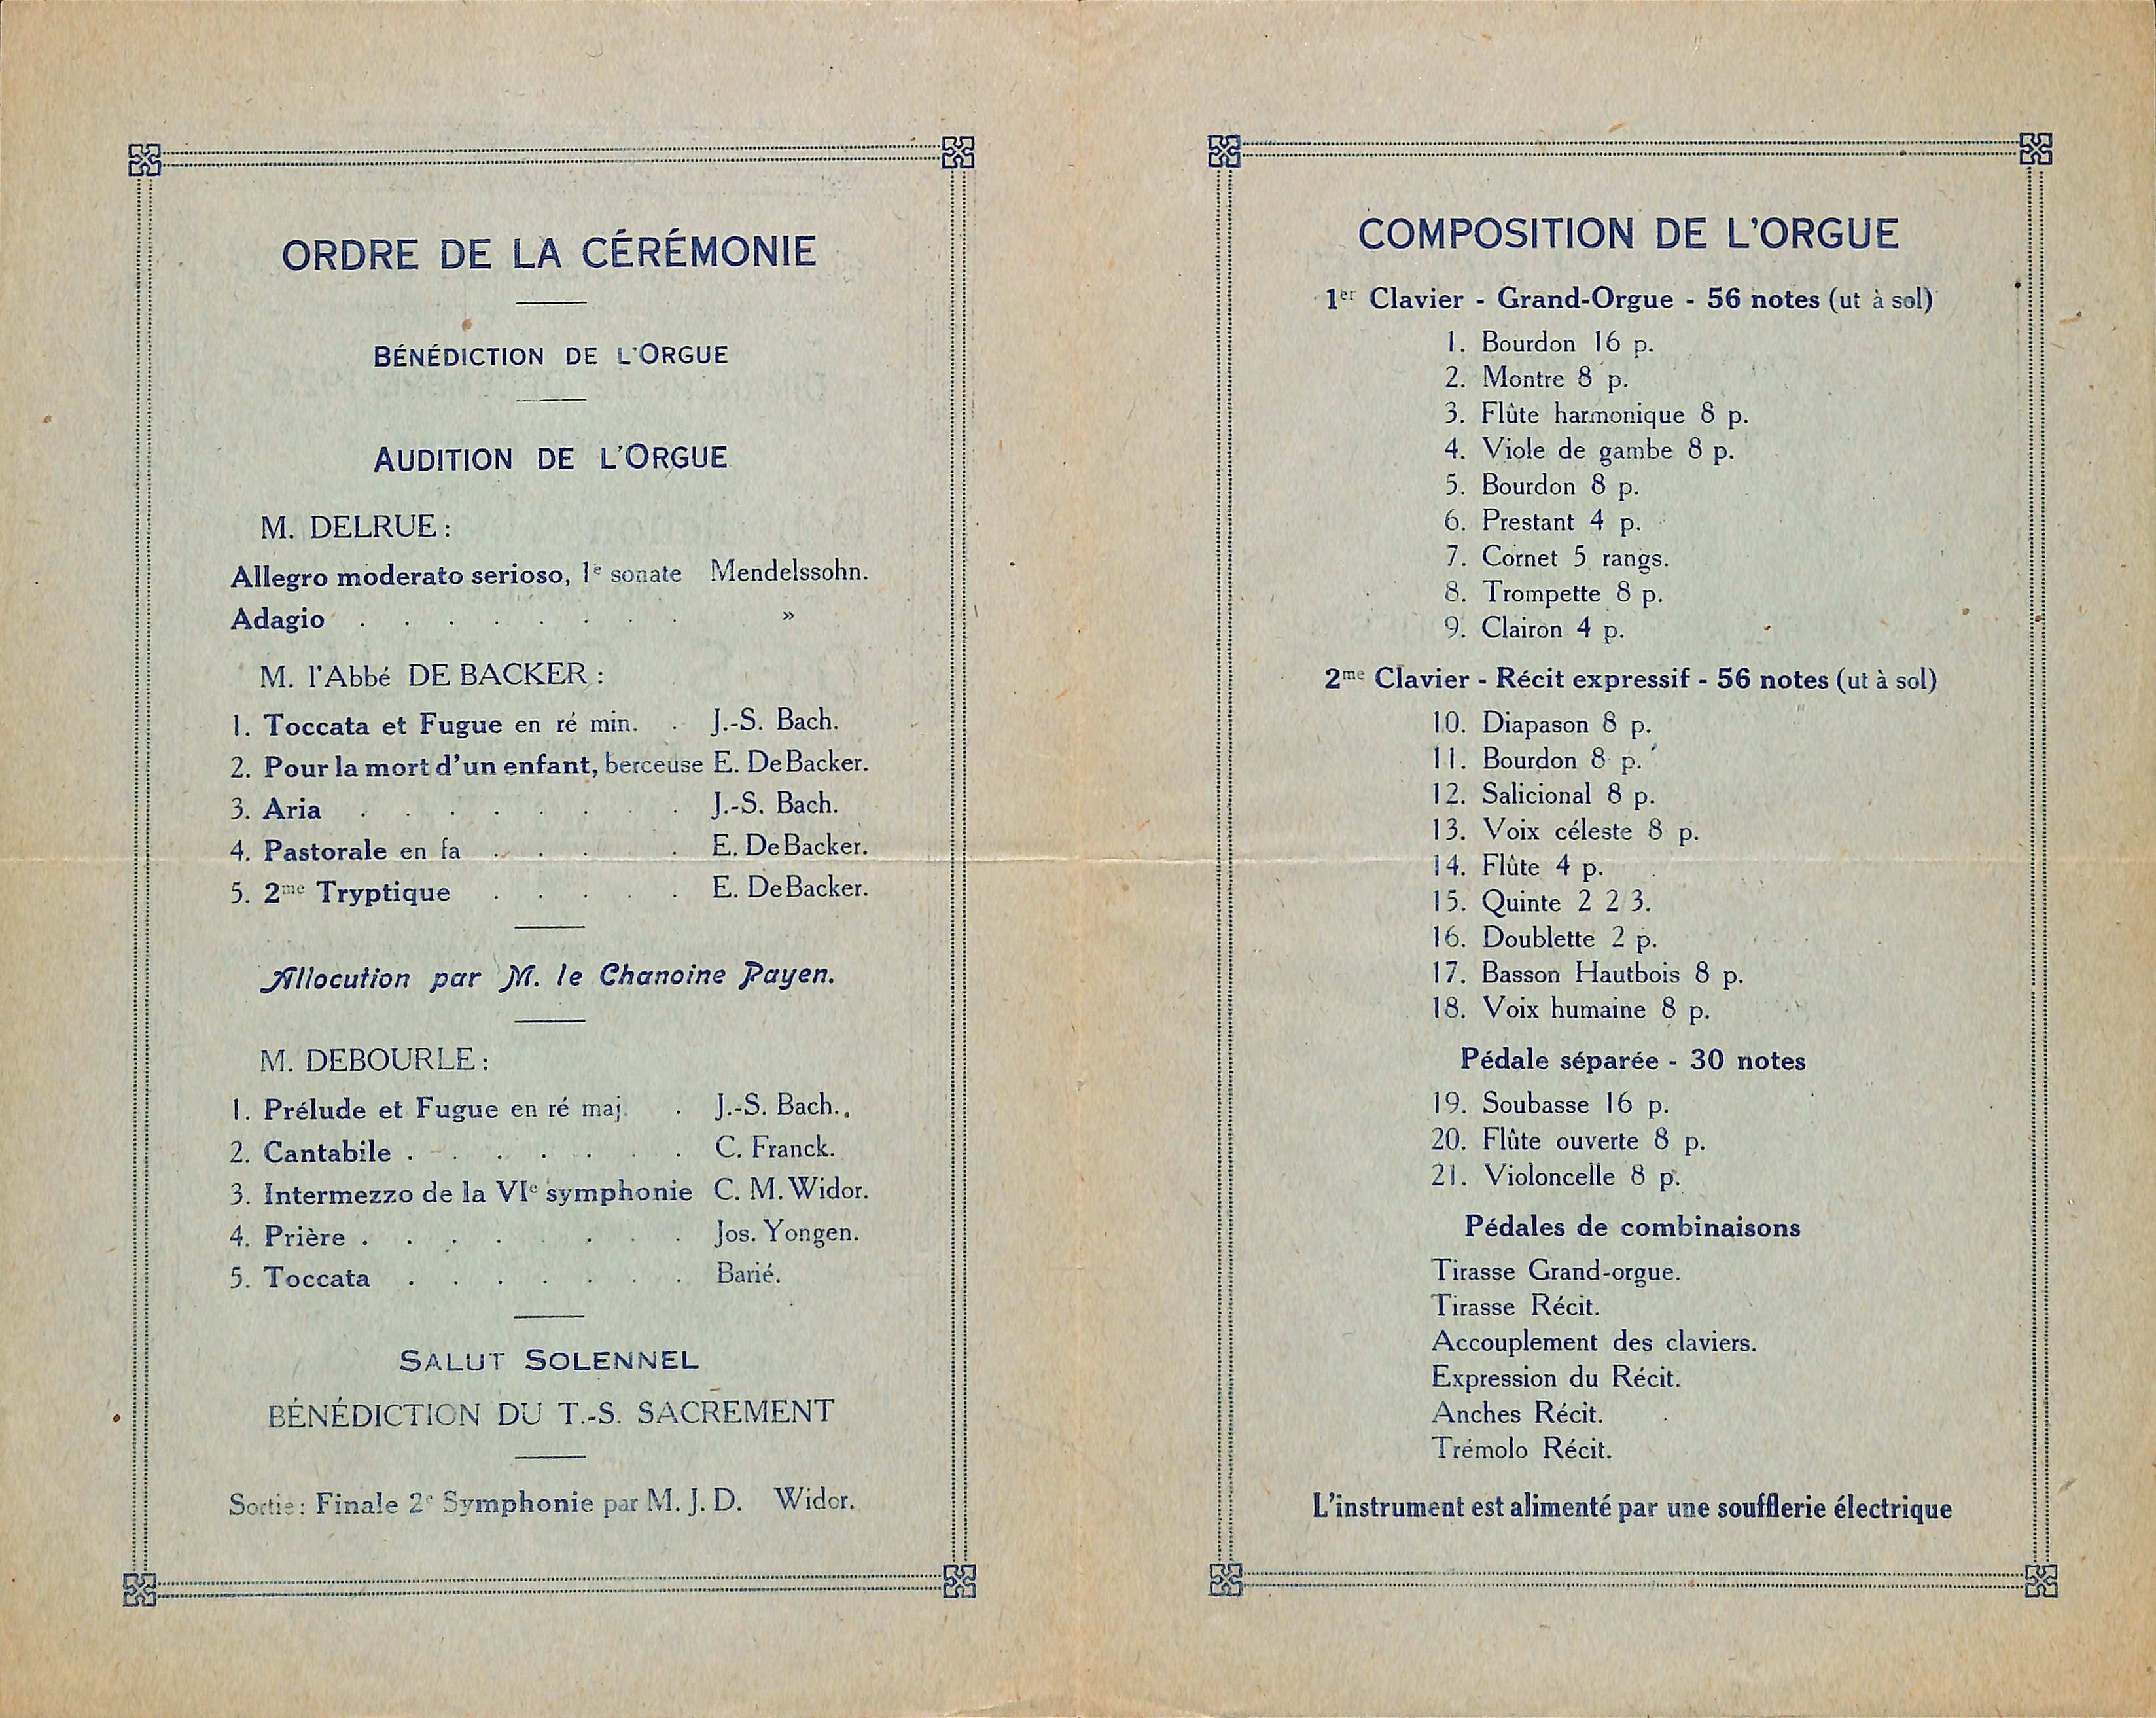 ORDRE DE LA CÉRÉMONIE
BÉNÉDICTION DE L'ORGUE
AUDITION DE L'ORGUE
M. DELRUE :
Allegro moderato serioso, 1e sonate Mendelssohn.
Adagio . . . . . . . . »
M. l'Abbé DE BACKER :
1. Toccata et Fugue en ré min. . J.-S. Bach.
2. Pour la mort d'un enfant, berceuse E. De Backer.
3. Aria . . . . . . . . J.-S. Bach.
4. Pastorale en fa . . . . . E. De Backer.
5. 2me Tryptique . . . . . E. De Backer.
Allocution par M. le Chanoine Payen.
M. DEBOURLE :
1. Prélude et Fugue en ré maj. . J.-S. Bach.
2. Cantabile . . . . . . . C. Franck.
3. Intermezzo de la VIe symphonie C. M. Widor.
4. Prière . . . . . . . . Jos. Yongen.
5. Toccata . . . . . . . Barié.
SALUT SOLENNEL
BÉNÉDICTION DU T.-S. SACREMENT
Sortie : Finale 2e Symphonie par M. J. D. Widor.
COMPOSITION DE L'ORGUE
1er Clavier - Grand-Orgue - 56 notes (ut à sol)
1. Bourdon 16 p.
2. Montre 8 p.
3. Flûte harmonique 8 p.
4. Viole de gambe 8 p.
5. Bourdon 8 p.
6. Prestant 4 p.
7. Cornet 5 rangs.
8. Trompette 8 p.
9. Clairon 4 p.
2me Clavier - Récit expressif - 56 notes (ut à sol)
10. Diapason 8 p.
11. Bourdon 8 p.
12. Salicional 8 p.
13. Voix céleste 8 p.
14. Flûte 4 p.
15. Quinte 2 2 3.
16. Doublette 2 p.
17. Basson Hautbois 8 p.
18. Voix humaine 8 p.
Pédale séparée - 30 notes
19. Soubasse 16 p.
20. Flûte ouverte 8 p.
21. Violoncelle 8 p.
Pédales de combinaisons
Tirasse Grand-orgue.
Tirasse Récit.
Accouplement des claviers.
Expression du Récit.
Anches Récit.
Trémolo Récit.
L'instrument est alimenté par une soufflerie électrique